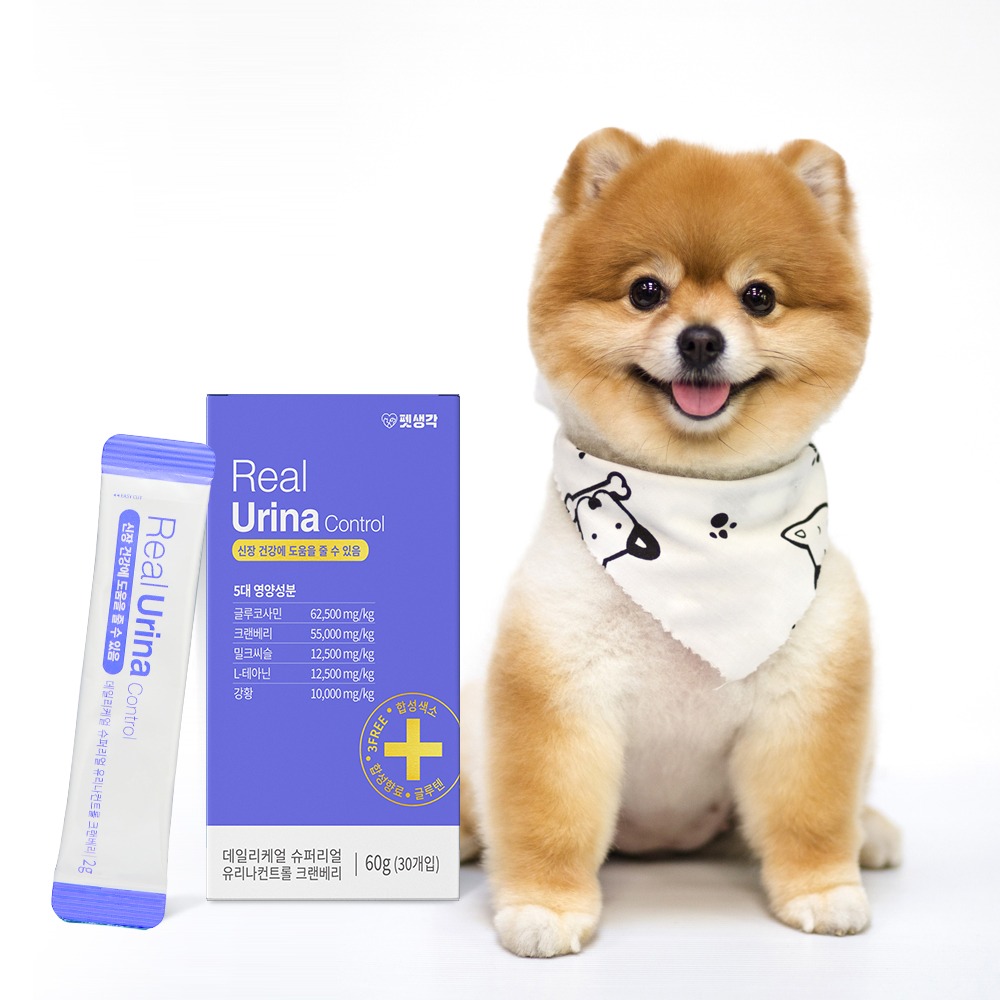 펫생각
Real
Urina Control
신장 건강에 도움을 줄 수 있음
5대 영양성분
글루코사민 62,500 mg/kg
크랜베리 55,000 mg/kg
밀크씨슬 12,500 mg/kg
L-테아닌 12,500 mg/kg
강황 10,000 mg/kg
3FREE • 합성색소 • 글루텐 • 합성향료 •
데일리케얼 슈퍼리얼
유리나컨트롤 크랜베리
60g (30개입)
EASY CUT
Real Urina Control
신장 건강에 도움을 줄 수 있음
데일리케얼 슈퍼리얼 유리나컨트롤 크랜베리 / 2g